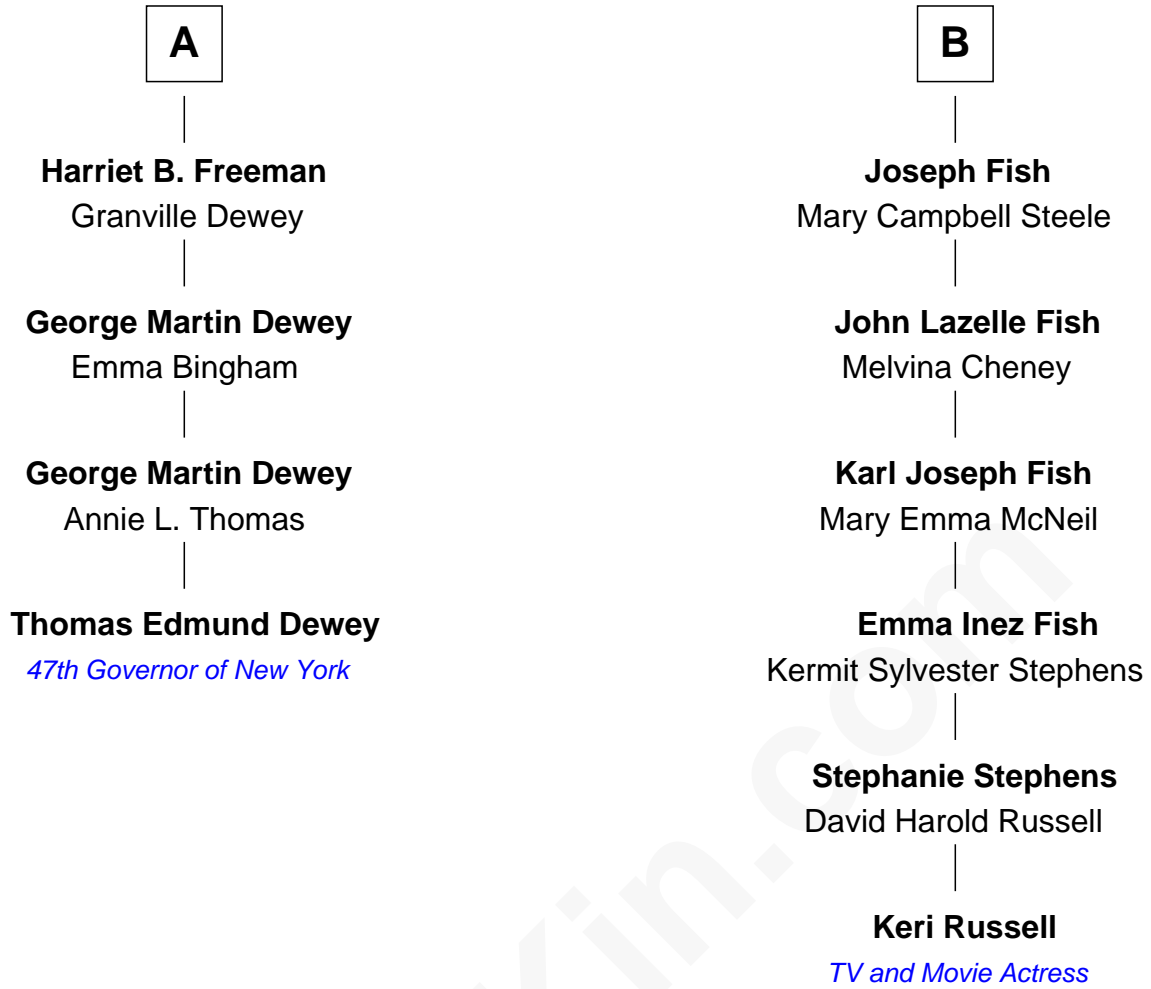 A
Harriet B. Freeman
Granville Dewey
George Martin Dewey
Emma Bingham
George Martin Dewey
Annie L. Thomas
Thomas Edmund Dewey
47th Governor of New York
B
Joseph Fish
Mary Campbell Steele
John Lazelle Fish
Melvina Cheney
Karl Joseph Fish
Mary Emma McNeil
Emma Inez Fish
Kermit Sylvester Stephens
Stephanie Stephens
David Harold Russell
Keri Russell
TV and Movie Actress
Kin.com